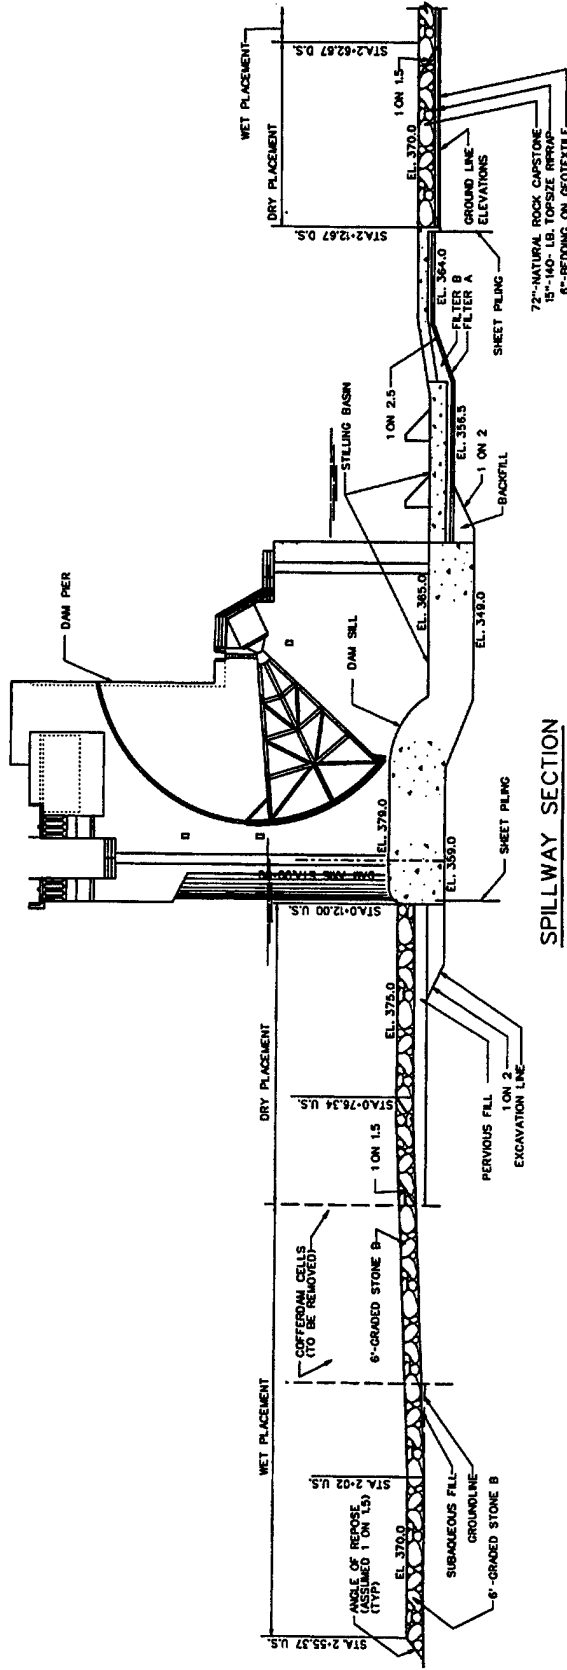 WET PLACEMENT
DRY PLACEMENT
STA.2+62.67 D.S.
STA.2+12.67 D.S.
1 ON 1.5
EL. 370.0
GROUND LINE
ELEVATIONS
72"-NATURAL ROCK CAPSTONE
15"-140- LB. TOPSIZE RIPRAP
6"-BEDDING ON GEOTEXTILE
SHEET PILING
EL. 364.0
FILTER B
FILTER A
1 ON 2.5
STILLING BASIN
EL. 356.5
1 ON 2
BACKFILL
DAM PIER
DAM SILL
EL. 365.0
EL. 349.0
EL. 379.0
EL. 359.0
SHEET PILING
STA.0+12.00 U.S.
DRY PLACEMENT
EL. 375.0
STA.0+76.34 U.S.
1 ON 1.5
PERVIOUS FILL
1 ON 2
EXCAVATION LINE
COFFERDAM CELLS
(TO BE REMOVED)
6'-GRADED STONE B
WET PLACEMENT
STA. 2+02 U.S.
SUBAQUEOUS FILL
GROUNDLINE
6'-GRADED STONE B
ANGLE OF REPOSE
(ASSUMED 1 ON 1.5)
(TYP)
EL 370.0
STA. 2+55.37 U.S.
SPILLWAY SECTION